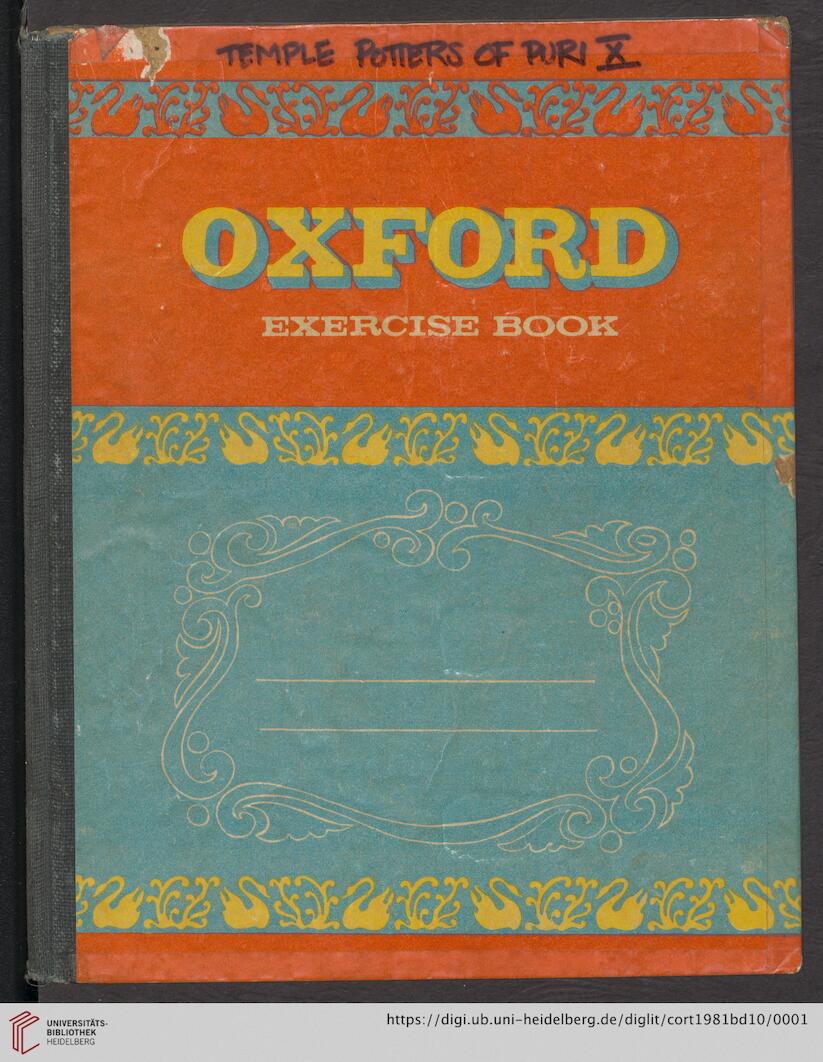 TEMPLE POTTERS OF PURI X
OXFORD
EXERCISE BOOK
UNIVERSITÄTS-
BIBLIOTHEK
HEIDELBERG
https://digi.ub.uni-heidelberg.de/diglit/cort1981bd10/0001